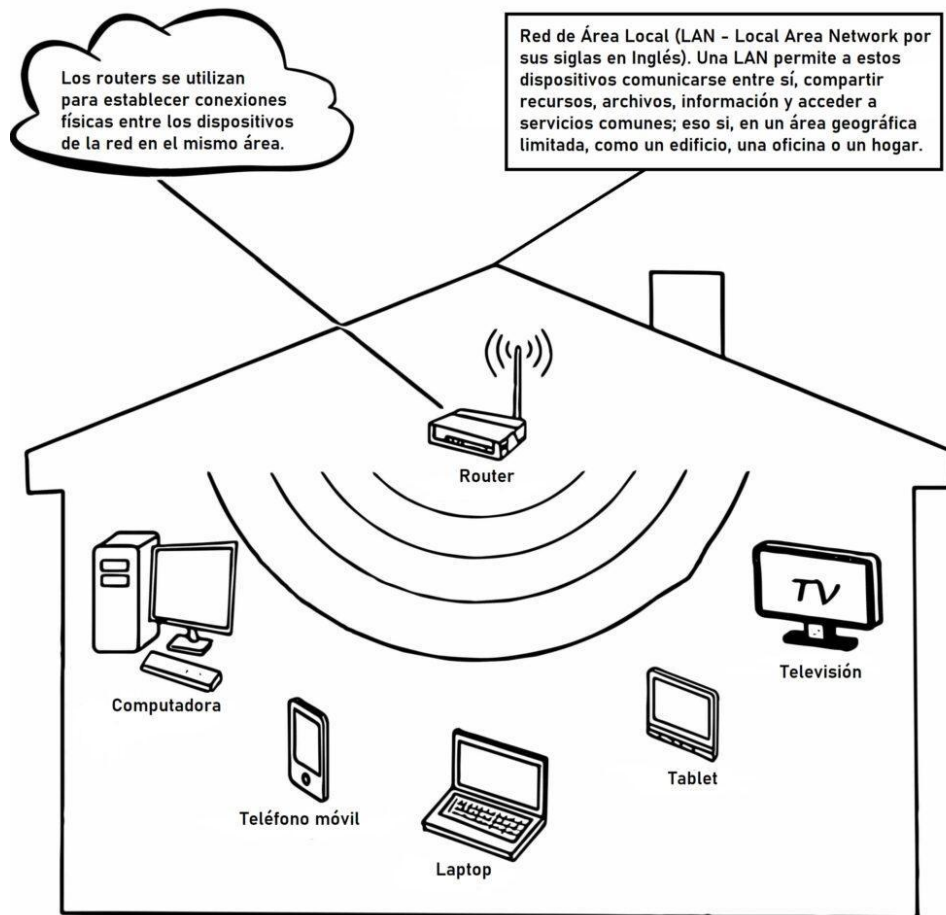 Los routers se utilizan
para establecer conexiones
físicas entre los dispositivos
de la red en el mismo área.
Red de Área Local (LAN - Local Area Network por
sus siglas en Inglés). Una LAN permite a estos
dispositivos comunicarse entre sí, compartir
recursos, archivos, información y acceder a
servicios comunes; eso si, en un área geográfica
limitada, como un edificio, una oficina o un hogar.
Router
TV
Televisión
Computadora
Tablet
Teléfono móvil
Laptop